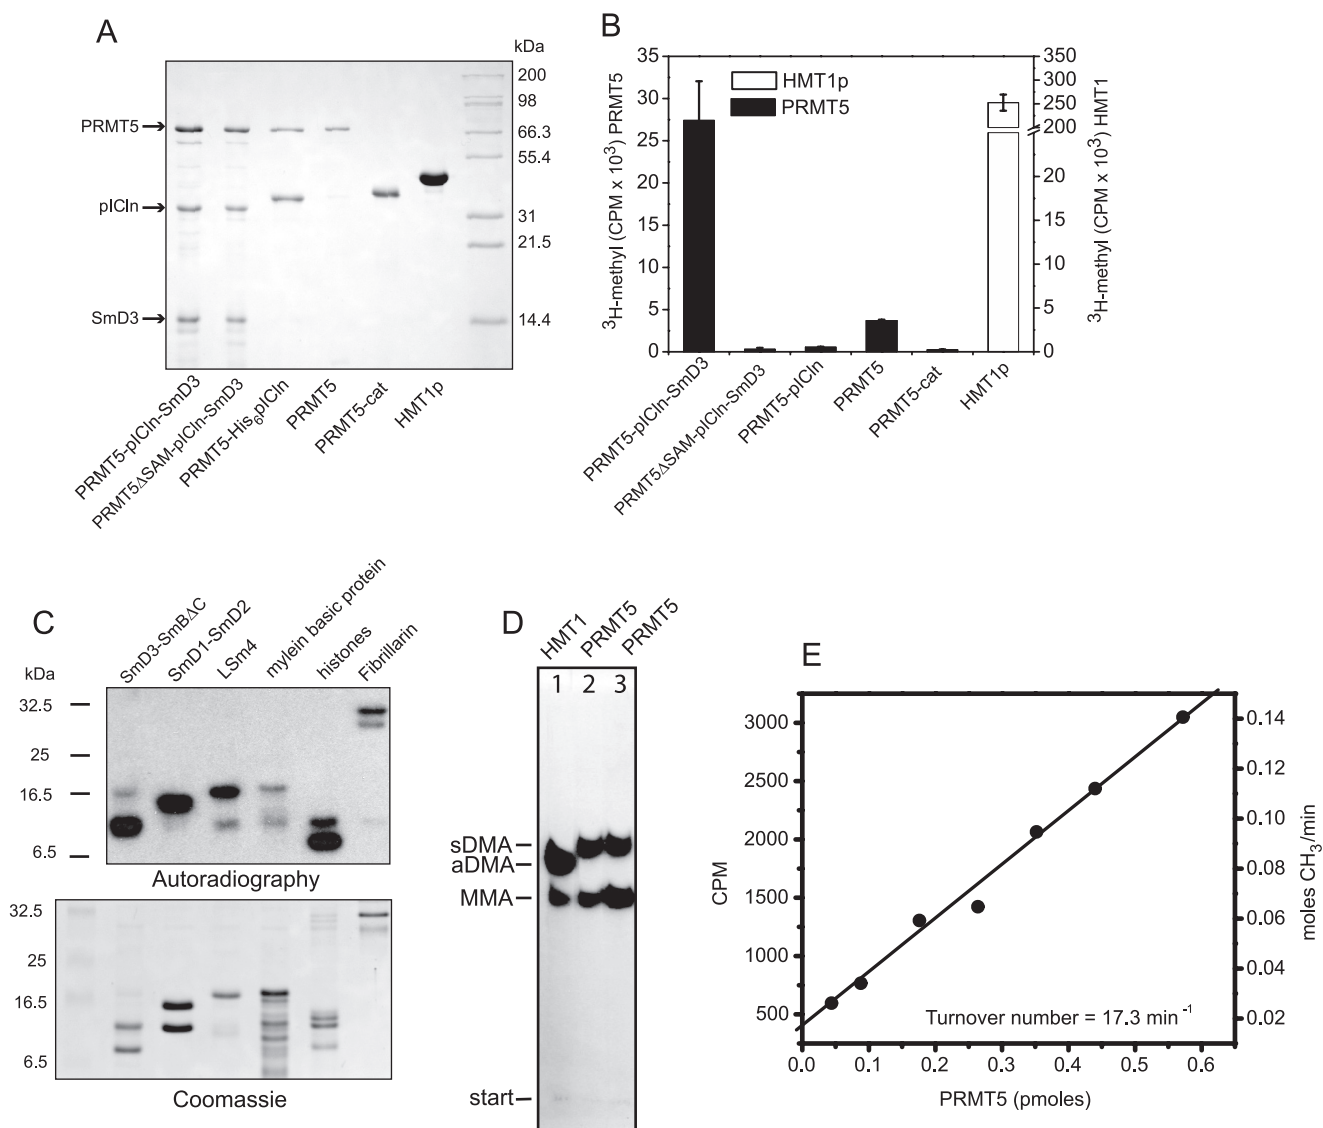 A
kDa
200
98
66.3
55.4
31
21.5
14.4
PRMT5
pICln
SmD3
PRMT5-pICln-SmD3
PRMT5ΔSAM-pICln-SmD3
PRMT5-His₆pICln
PRMT5
PRMT5-cat
HMT1p
B
³H-methyl (CPM x 10³) PRMT5
35
30
25
20
15
10
5
0
HMT1p
PRMT5
350
300
250
200
20
15
10
5
0
³H-methyl (CPM x 10³) HMT1
PRMT5-pICln-SmD3
PRMT5ΔSAM-pICln-SmD3
PRMT5-pICln
PRMT5
PRMT5-cat
HMT1p
C
SmD3-SmBΔC
SmD1-SmD2
LSm4
mylein basic protein
histones
Fibrillarin
kDa
32.5
25
16.5
6.5
Autoradiography
32.5
25
16.5
6.5
Coomassie
D
HMT1
PRMT5
PRMT5
1 2 3
sDMA
aDMA
MMA
start
E
CPM
3000
2500
2000
1500
1000
500
0.14
0.12
0.10
0.08
0.06
0.04
0.02
moles CH₃/min
Turnover number = 17.3 min⁻¹
0.0 0.1 0.2 0.3 0.4 0.5 0.6
PRMT5 (pmoles)